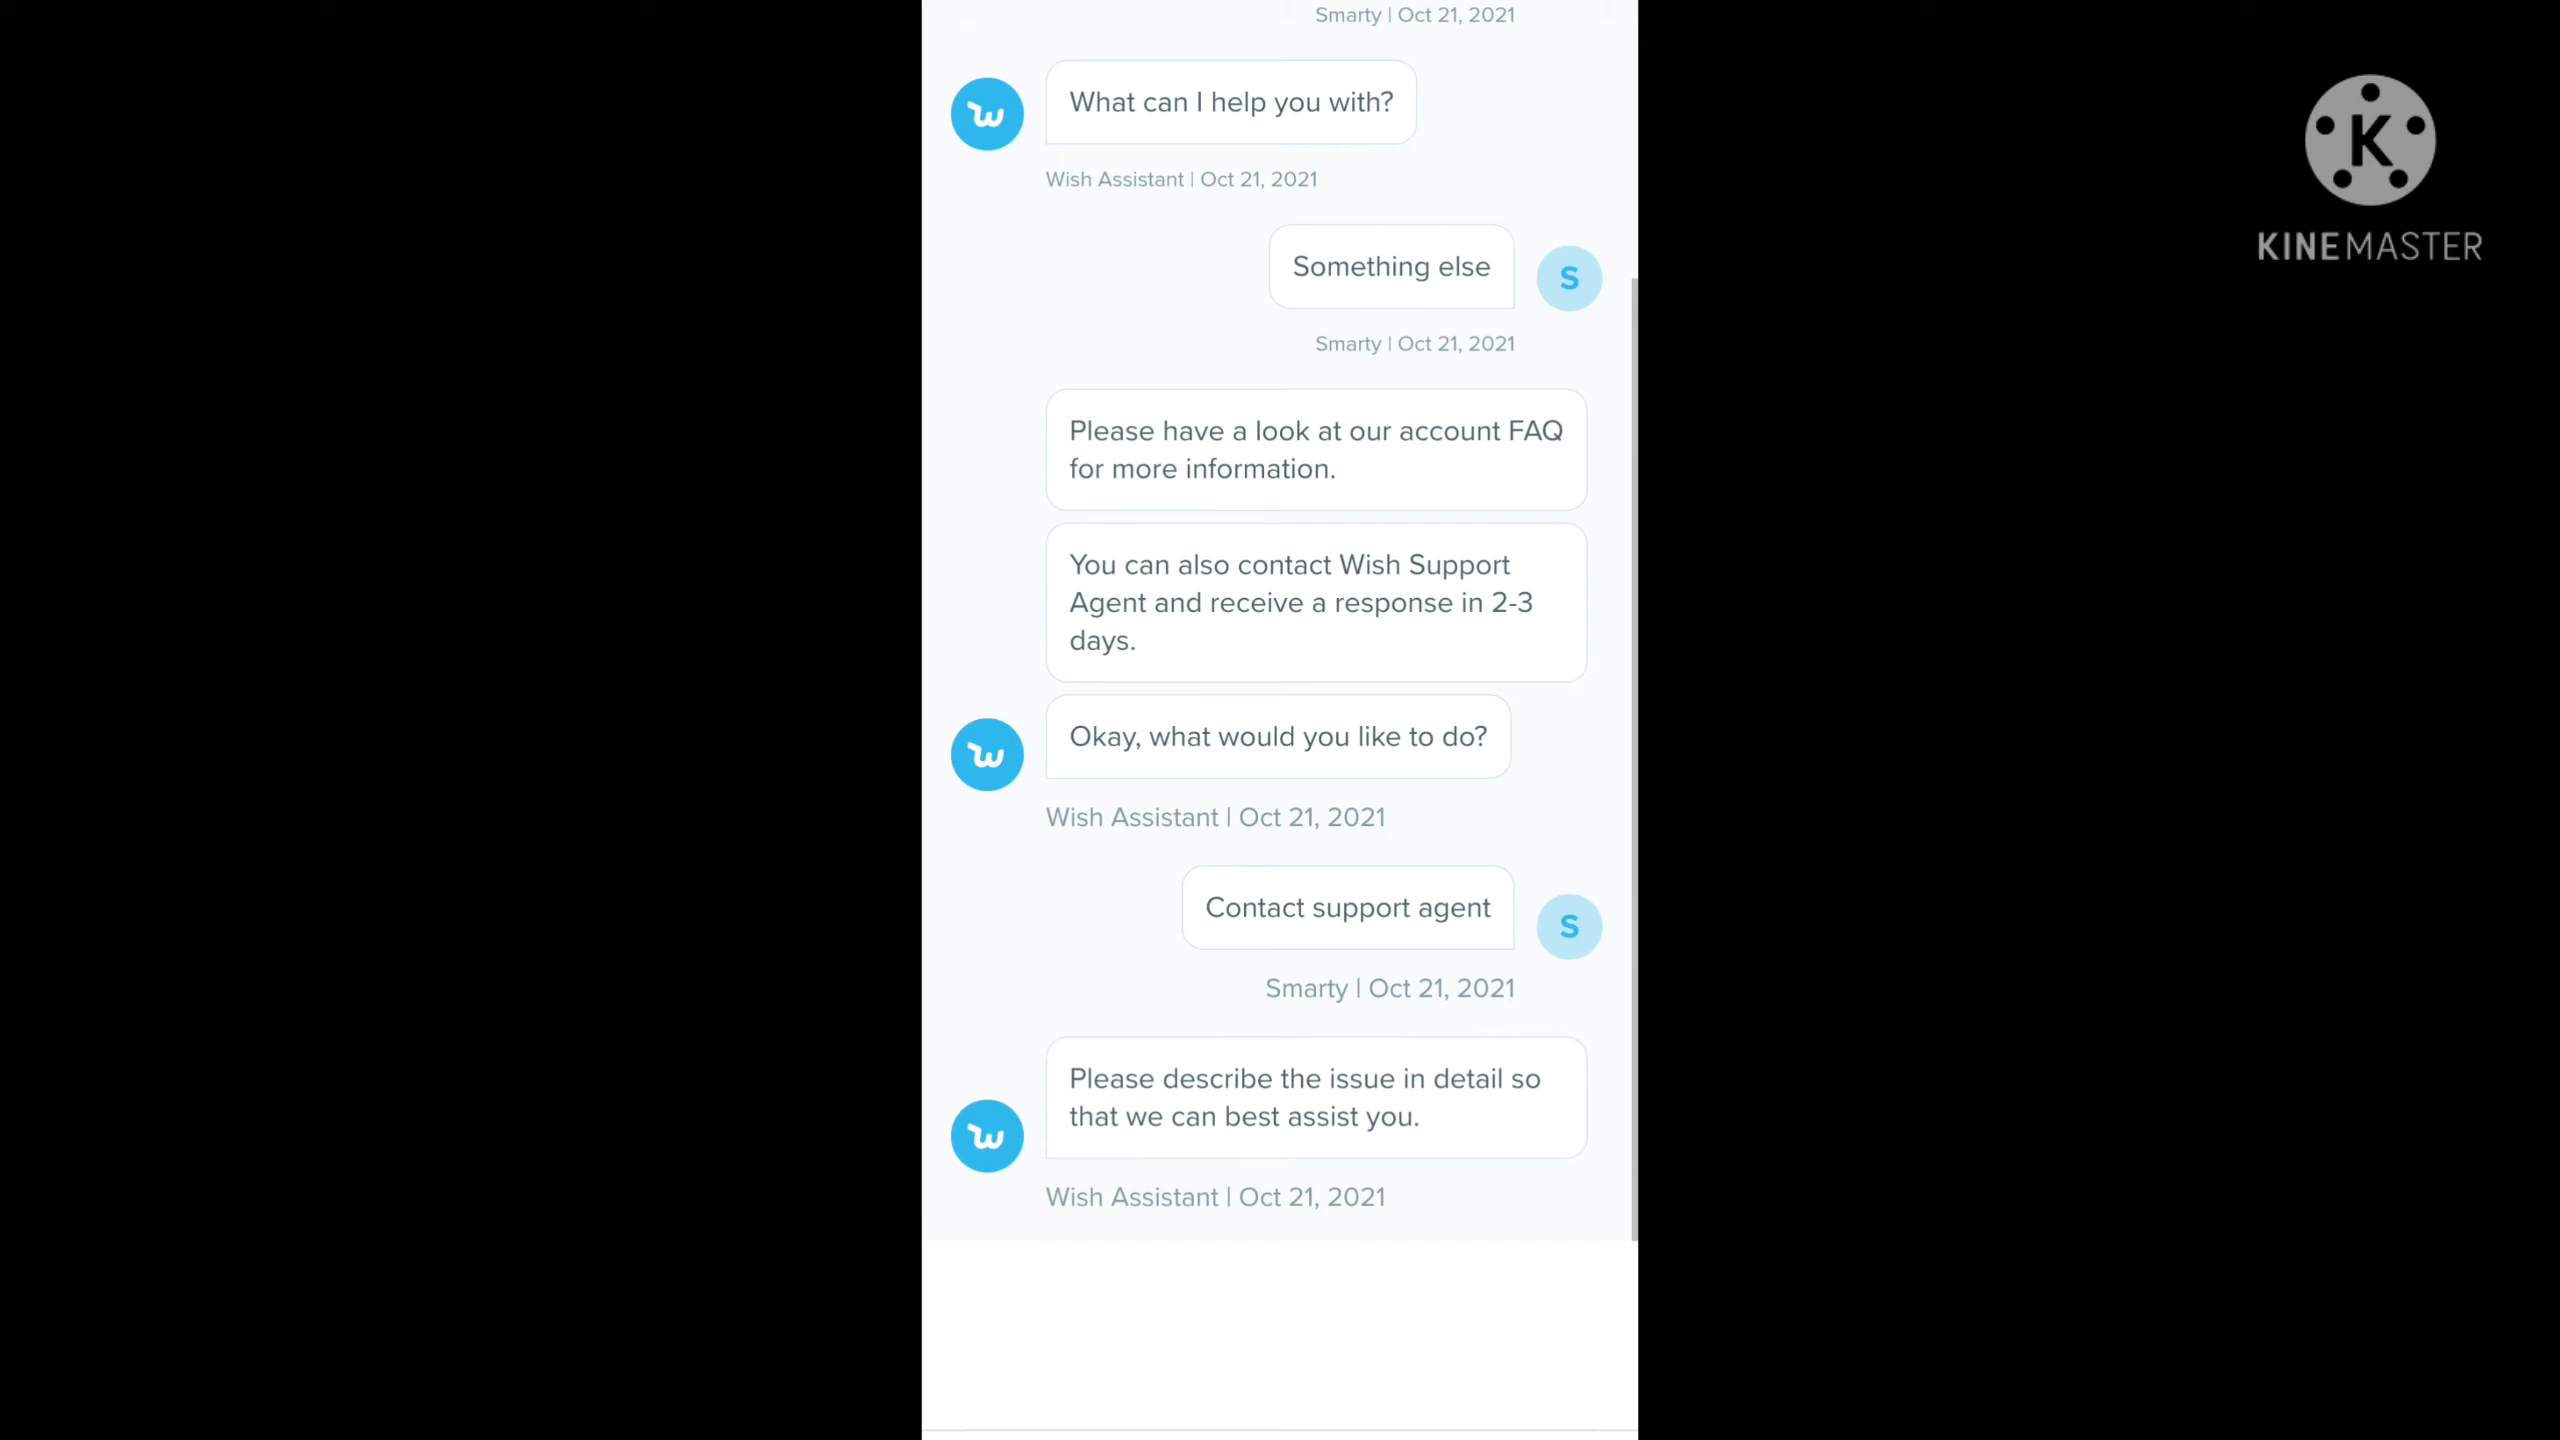 Smarty | Oct 21, 2021
What can I help you with?
Wish Assistant | Oct 21, 2021
Something else
S
Smarty | Oct 21, 2021
Please have a look at our account FAQ
for more information.
You can also contact Wish Support
Agent and receive a response in 2-3
days.
Okay, what would you like to do?
Wish Assistant | Oct 21, 2021
Contact support agent
S
Smarty | Oct 21, 2021
Please describe the issue in detail so
that we can best assist you.
Wish Assistant | Oct 21, 2021
K
KINEMASTER